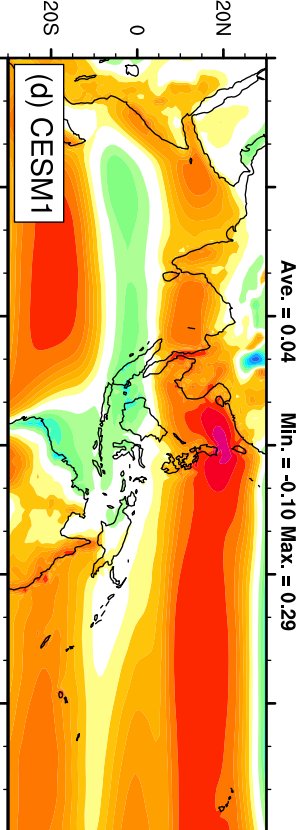 Ave. = 0.04 Min. = -0.10 Max. = 0.29
20N
0
20S
(d) CESM1